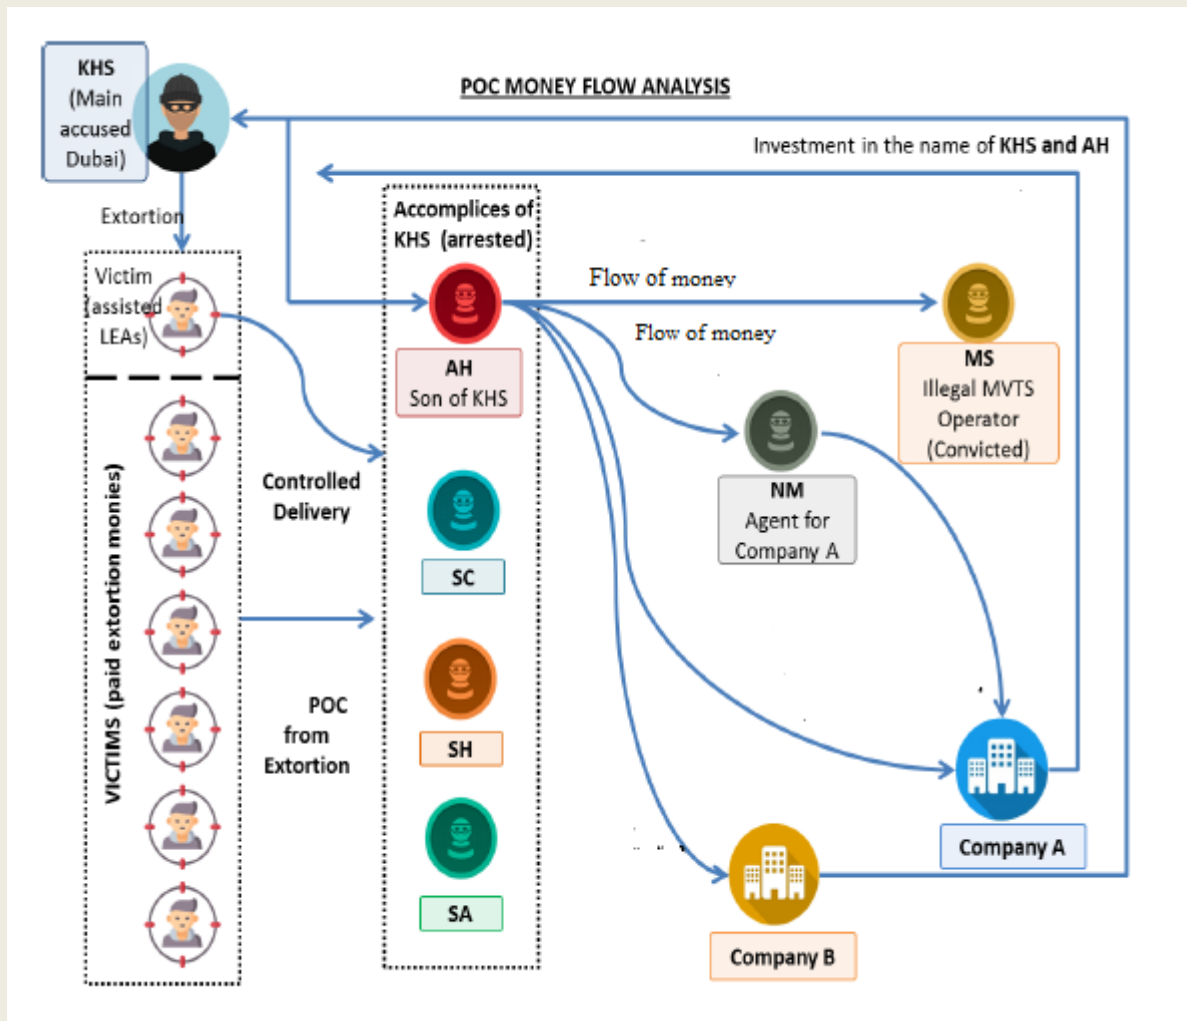 KHS
(Main
accused
Dubai)
POC MONEY FLOW ANALYSIS
Investment in the name of KHS and AH
Extortion
Accomplices of
KHS (arrested)
Victim
(assisted
LEAs)
Flow of money
Flow of money
AH
Son of KHS
MS
Illegal MVTS
Operator
(Convicted)
Controlled
Delivery
NM
Agent for
Company A
VICTIMS (paid extortion monies)
SC
POC
from
Extortion
SH
SA
Company A
Company B